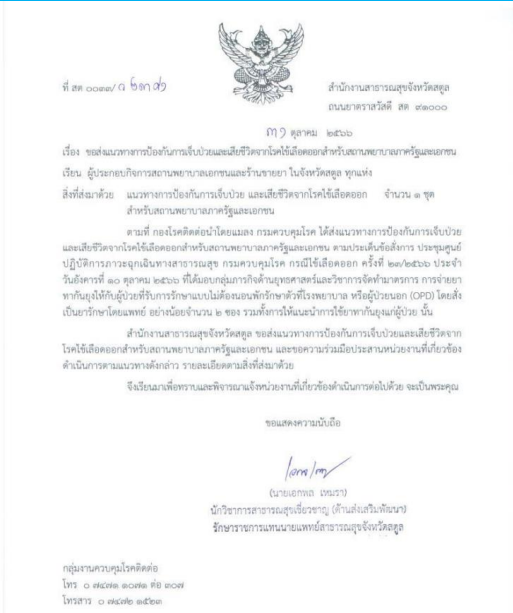 ที่ สต ๐๐๓๓/
สำนักงานสาธารณสุขจังหวัดสตูล
ถนนยาตราสวัสดี สต ๙๑๐๐๐
๓๑ ตุลาคม ๒๕๖๖
เรื่อง ขอส่งแนวทางการป้องกันการเจ็บป่วยและเสียชีวิตจากโรคไข้เลือดออกสำหรับสถานพยาบาลภาครัฐและเอกชน
เรียน ผู้ประกอบกิจการสถานพยาบาลเอกชนและร้านขายยา ในจังหวัดสตูล ทุกแห่ง
สิ่งที่ส่งมาด้วย แนวทางการป้องกันการเจ็บป่วย และเสียชีวิตจากโรคไข้เลือดออก จำนวน ๑ ชุด
สำหรับสถานพยาบาลภาครัฐและเอกชน
ตามที่ กองโรคติดต่อนำโดยแมลง กรมควบคุมโรค ได้ส่งแนวทางการป้องกันการเจ็บป่วย
และเสียชีวิตจากโรคไข้เลือดออกสำหรับสถานพยาบาลภาครัฐและเอกชน ตามประเด็นข้อสั่งการ ประชุมศูนย์
ปฏิบัติการภาวะฉุกเฉินทางสาธารณสุข กรมควบคุมโรค กรณีไข้เลือดออก ครั้งที่ ๒๓/๒๕๖๖ ประจำ
วันอังคารที่ ๑๐ ตุลาคม ๒๕๖๖ ที่ได้มอบกลุ่มภารกิจด้านยุทธศาสตร์และวิชาการจัดทำมาตรการ การจ่ายยา
ทากันยุงให้กับผู้ป่วยที่รับการรักษาแบบไม่ต้องนอนพักรักษาตัวที่โรงพยาบาล หรือผู้ป่วยนอก (OPD) โดยสั่ง
เป็นยารักษาโดยแพทย์ อย่างน้อยจำนวน ๒ ซอง รวมทั้งการให้แนะนำการใช้ยาทากันยุงแก่ผู้ป่วย นั้น
สำนักงานสาธารณสุขจังหวัดสตูล ขอส่งแนวทางการป้องกันการเจ็บป่วยและเสียชีวิตจาก
โรคไข้เลือดออกสำหรับสถานพยาบาลภาครัฐและเอกชน และขอความร่วมมือประสานหน่วยงานที่เกี่ยวข้อง
ดำเนินการตามแนวทางดังกล่าว รายละเอียดตามสิ่งที่ส่งมาด้วย
จึงเรียนมาเพื่อทราบและพิจารณาแจ้งหน่วยงานที่เกี่ยวข้องดำเนินการต่อไปด้วย จะเป็นพระคุณ
ขอแสดงความนับถือ
(นายเอกพล เหมรา)
นักวิชาการสาธารณสุขเชี่ยวชาญ (ด้านส่งเสริมพัฒนา)
รักษาราชการแทนนายแพทย์สาธารณสุขจังหวัดสตูล
กลุ่มงานควบคุมโรคติดต่อ
โทร ๐ ๗๔๗๑ ๑๐๗๑ ต่อ ๓๐๗
โทรสาร ๐ ๗๔๗๒ ๑๕๒๓